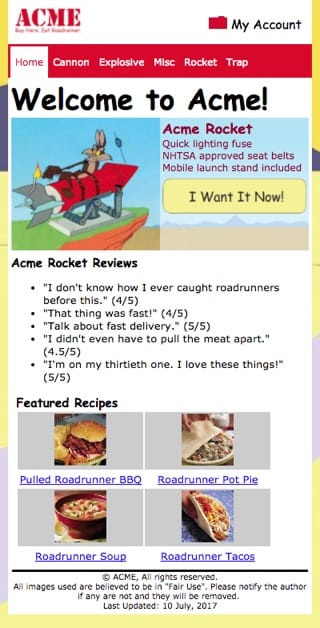 ACME
Buy Here. Eat Roadrunner.
My Account
Home Cannon Explosive Misc Rocket Trap
Welcome to Acme!
Acme Rocket
Quick lighting fuse
NHTSA approved seat belts
Mobile launch stand included
I Want It Now!
Acme Rocket Reviews
• "I don't know how I ever caught roadrunners
before this." (4/5)
• "That thing was fast!" (4/5)
• "Talk about fast delivery." (5/5)
• "I didn't even have to pull the meat apart."
(4.5/5)
• "I'm on my thirtieth one. I love these things!"
(5/5)
Featured Recipes
Pulled Roadrunner BBQ Roadrunner Pot Pie
Roadrunner Soup Roadrunner Tacos
© ACME, All rights reserved.
All images used are believed to be in "Fair Use". Please notify the author
if any are not and they will be removed.
Last Updated: 10 July, 2017